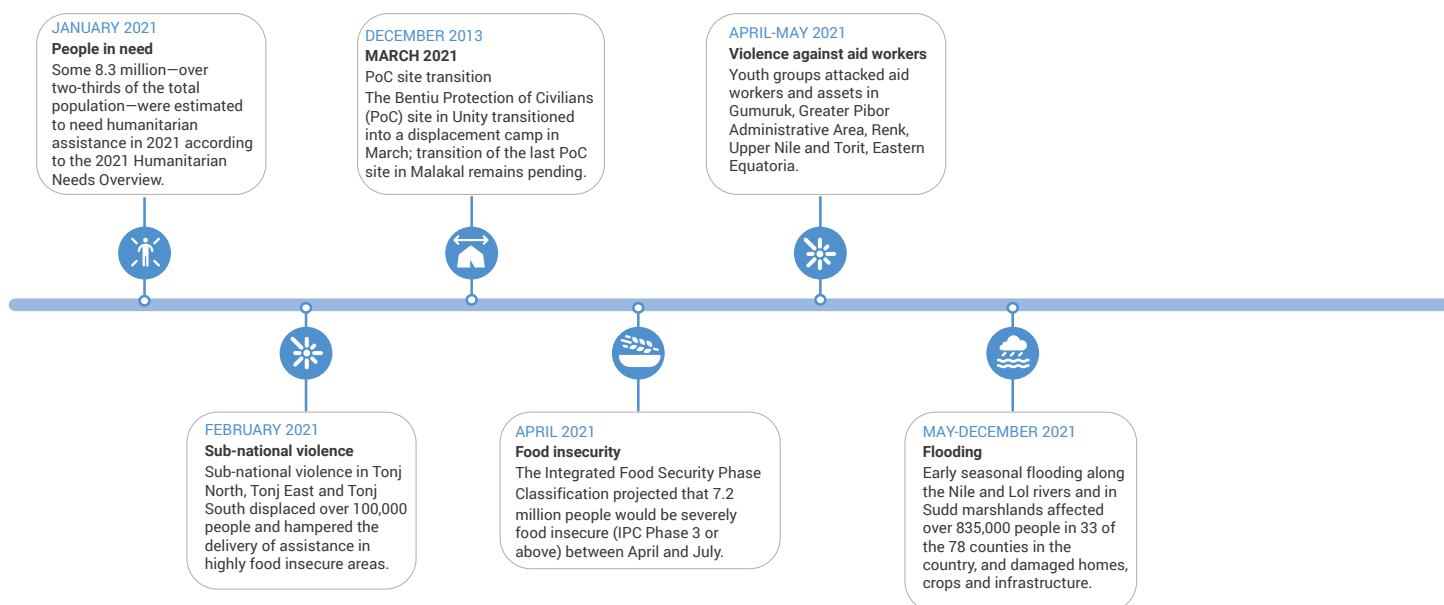 JANUARY 2021
People in need
Some 8.3 million—over
two-thirds of the total
population—were estimated
to need humanitarian
assistance in 2021 according
to the 2021 Humanitarian
Needs Overview.
DECEMBER 2013
MARCH 2021
PoC site transition
The Bentiu Protection of Civilians
(PoC) site in Unity transitioned
into a displacement camp in
March; transition of the last PoC
site in Malakal remains pending.
APRIL-MAY 2021
Violence against aid workers
Youth groups attacked aid
workers and assets in
Gumuruk, Greater Pibor
Administrative Area, Renk,
Upper Nile and Torit, Eastern
Equatoria.
FEBRUARY 2021
Sub-national violence
Sub-national violence in Tonj
North, Tonj East and Tonj
South displaced over 100,000
people and hampered the
delivery of assistance in
highly food insecure areas.
APRIL 2021
Food insecurity
The Integrated Food Security Phase
Classification projected that 7.2
million people would be severely
food insecure (IPC Phase 3 or
above) between April and July.
MAY-DECEMBER 2021
Flooding
Early seasonal flooding along
the Nile and Lol rivers and in
Sudd marshlands affected
over 835,000 people in 33 of
the 78 counties in the
country, and damaged homes,
crops and infrastructure.